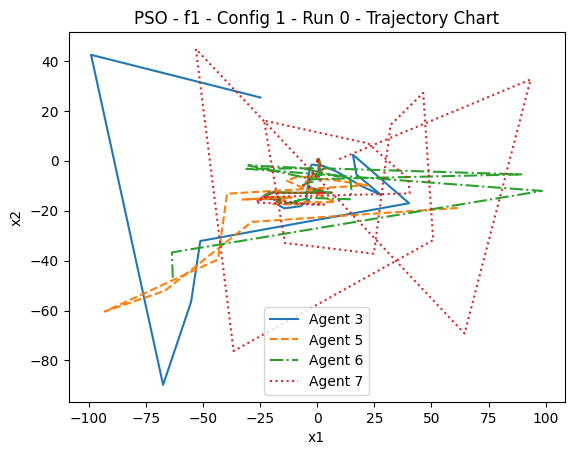 PSO - f1 - Config 1 - Run 0 - Trajectory Chart
x2
40
20
0
−20
−40
−60
−80
Agent 3
Agent 5
Agent 6
Agent 7
−100
−75
−50
−25
0
25
50
75
100
x1